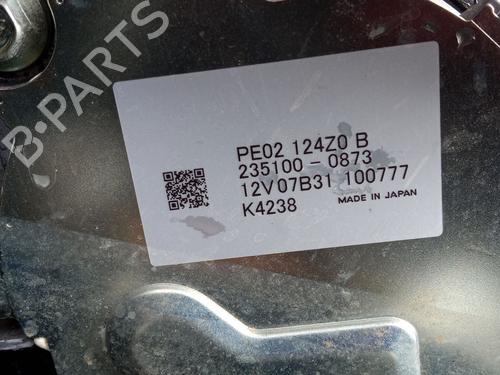 B-PARTS
PE02 124Z0 B
235100-0873
12V07B31 100777
K4238 MADE IN JAPAN